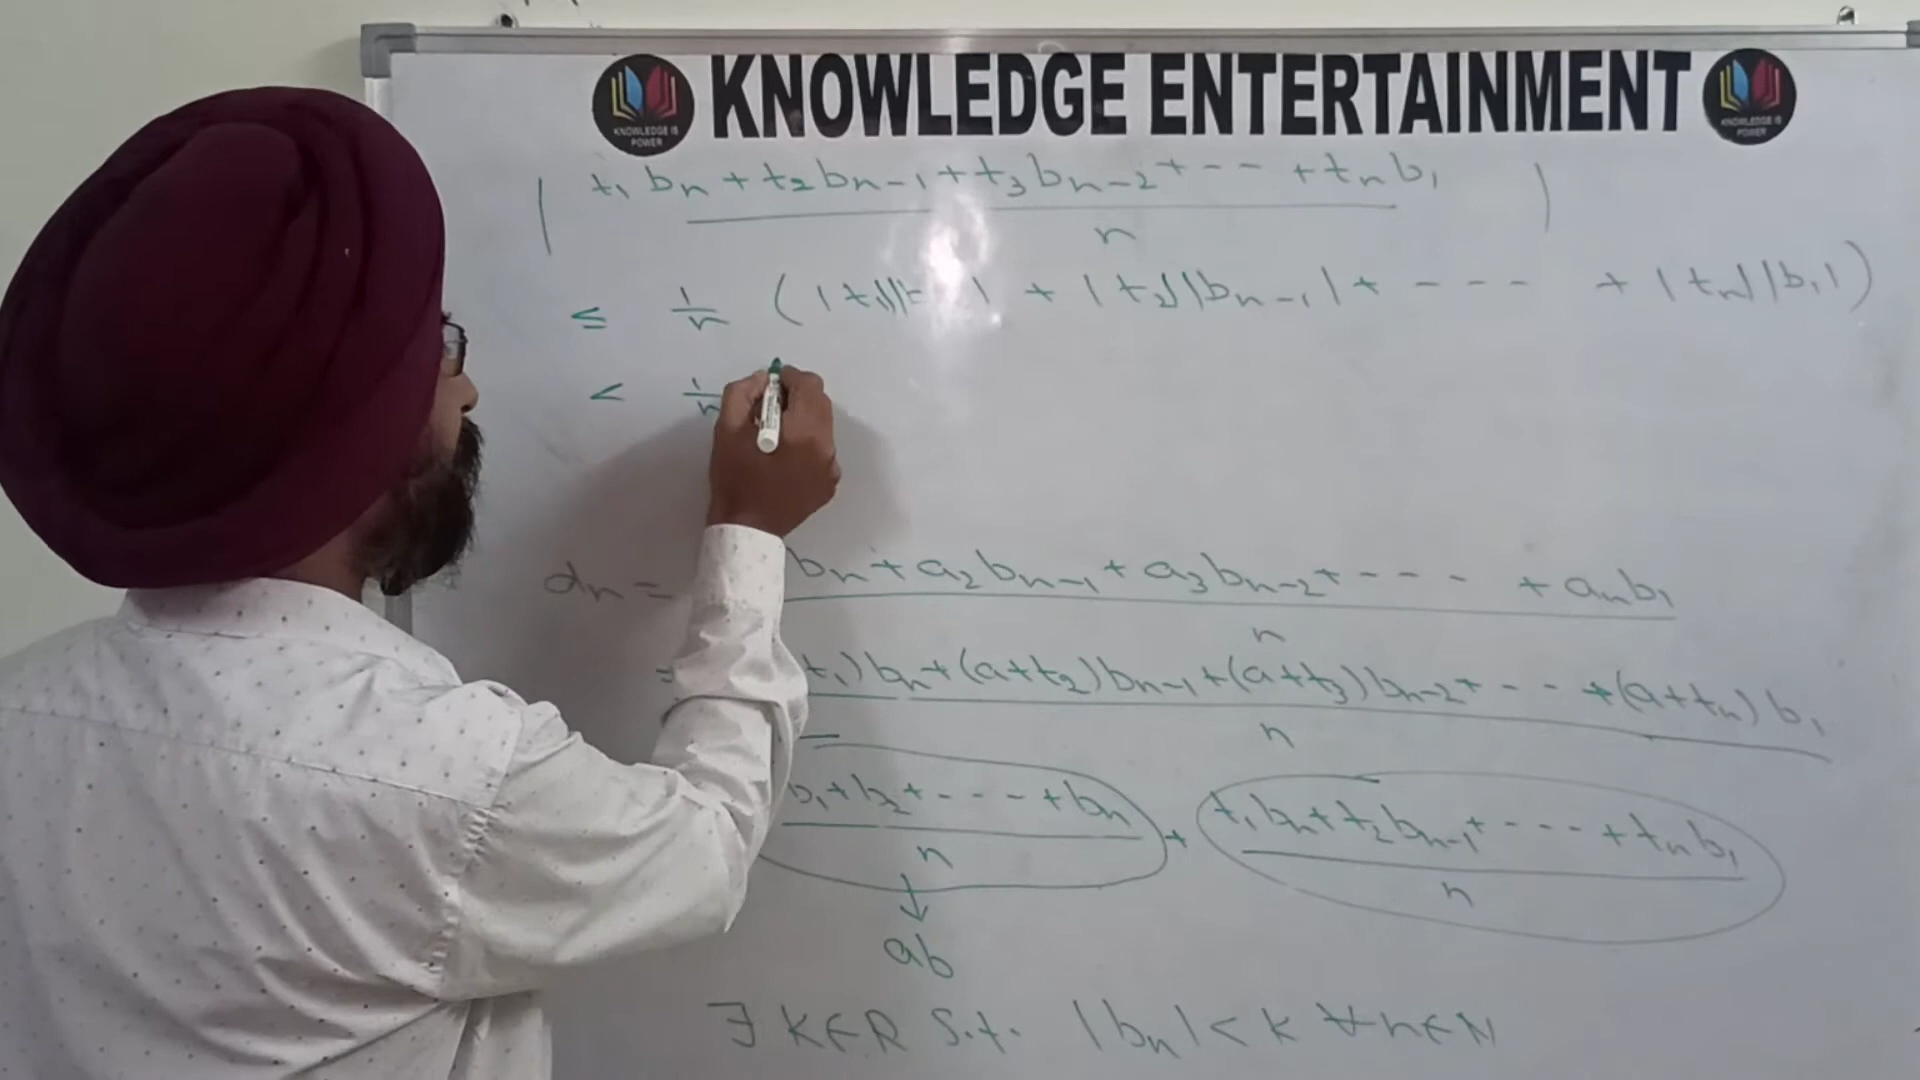 KNOWLEDGE ENTERTAINMENT
KNOWLEDGE IS POWER
KNOWLEDGE IS POWER
| t₁bₙ + t₂bₙ₋₁ + t₃bₙ₋₂ + --- + tₙb₁ |
n
≤ 1/n ( |t₁| | + |t₂||bₙ₋₁| + ---- + |tₙ||b₁| )
< 1/n
dₙ = bₙ + a₂bₙ₋₁ + a₃bₙ₋₂ + ---- + aₙb₁
n
= t₁)bₙ + (a+t₂)bₙ₋₁ + (a+t₃)bₙ₋₂ + --- + (a+tₙ)b₁
n
b₁ + b₂ + ---- + bₙ + t₁bₙ + t₂bₙ₋₁ + ---- + tₙb₁
n n
↓
ab
∃ K∈R s.t. |bₙ| < K ∀ n∈N